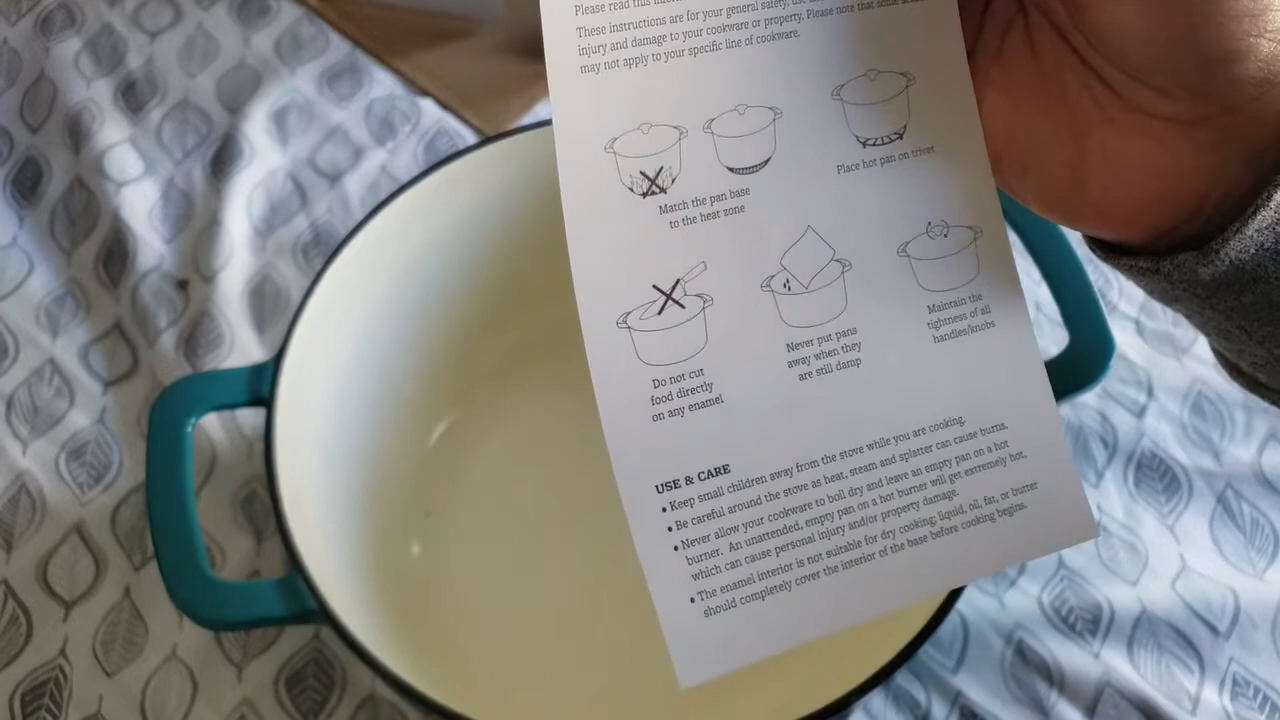 Please read this
These instructions are for your general safety, use
injury and damage to your cookware or property. Please note that some
may not apply to your specific line of cookware.
Match the pan base
to the heat zone
Place hot pan on trivet
Do not cut
food directly
on any enamel
Never put pans
away when they
are still damp
Maintain the
tightness of all
handles/knobs
USE & CARE
• Keep small children away from the stove while you are cooking.
• Be careful around the stove as heat, steam and splatter can cause burns.
• Never allow your cookware to boil dry and leave an empty pan on a hot
burner. An unattended, empty pan on a hot burner will get extremely hot,
which can cause personal injury and/or property damage.
• The enamel interior is not suitable for dry cooking; liquid, oil, fat, or butter
should completely cover the interior of the base before cooking begins.